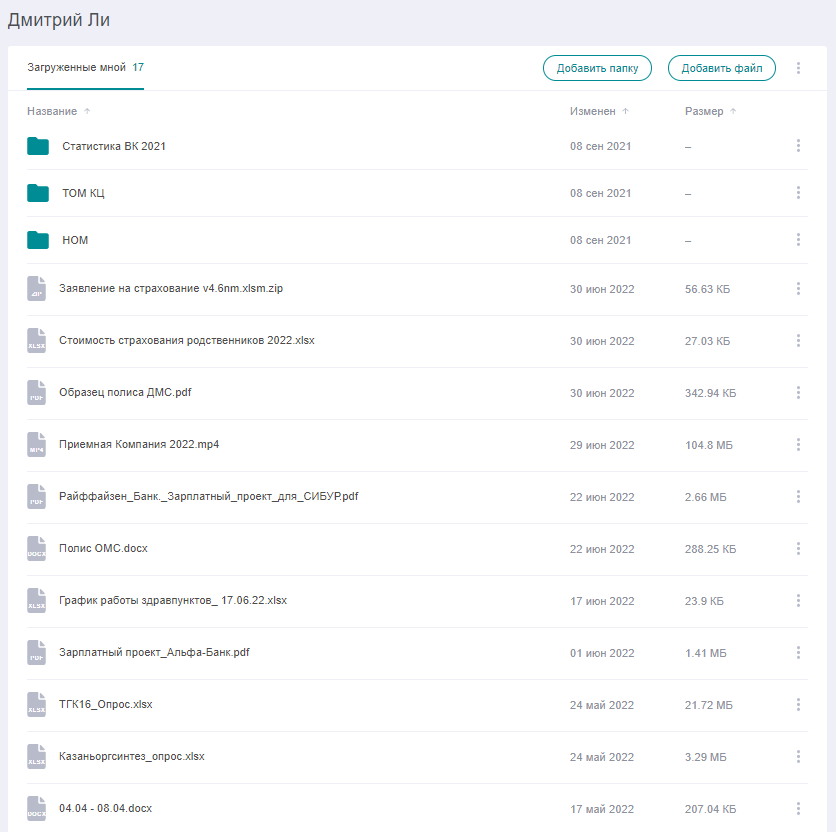 Дмитрий Ли
Загруженные мной 17 Добавить папку Добавить файл
Название Изменен Размер
Статистика ВК 2021 08 сен 2021 –
ТОМ КЦ 08 сен 2021 –
НОМ 08 сен 2021 –
ZIP Заявление на страхование v4.6nm.xlsm.zip 30 июн 2022 56.63 КБ
XLSX Стоимость страхования родственников 2022.xlsx 30 июн 2022 27.03 КБ
PDF Образец полиса ДМС.pdf 30 июн 2022 342.94 КБ
MP4 Приемная Компания 2022.mp4 29 июн 2022 104.8 МБ
PDF Райффайзен_Банк._Зарплатный_проект_для_СИБУР.pdf 22 июн 2022 2.66 МБ
DOCX Полис ОМС.docx 22 июн 2022 288.25 КБ
XLSX График работы здравпунктов_ 17.06.22.xlsx 17 июн 2022 23.9 КБ
PDF Зарплатный проект_Альфа-Банк.pdf 01 июн 2022 1.41 МБ
XLSX ТГК16_Опрос.xlsx 24 май 2022 21.72 МБ
XLSX Казаньоргсинтез_опрос.xlsx 24 май 2022 3.29 МБ
DOCX 04.04 - 08.04.docx 17 май 2022 207.04 КБ